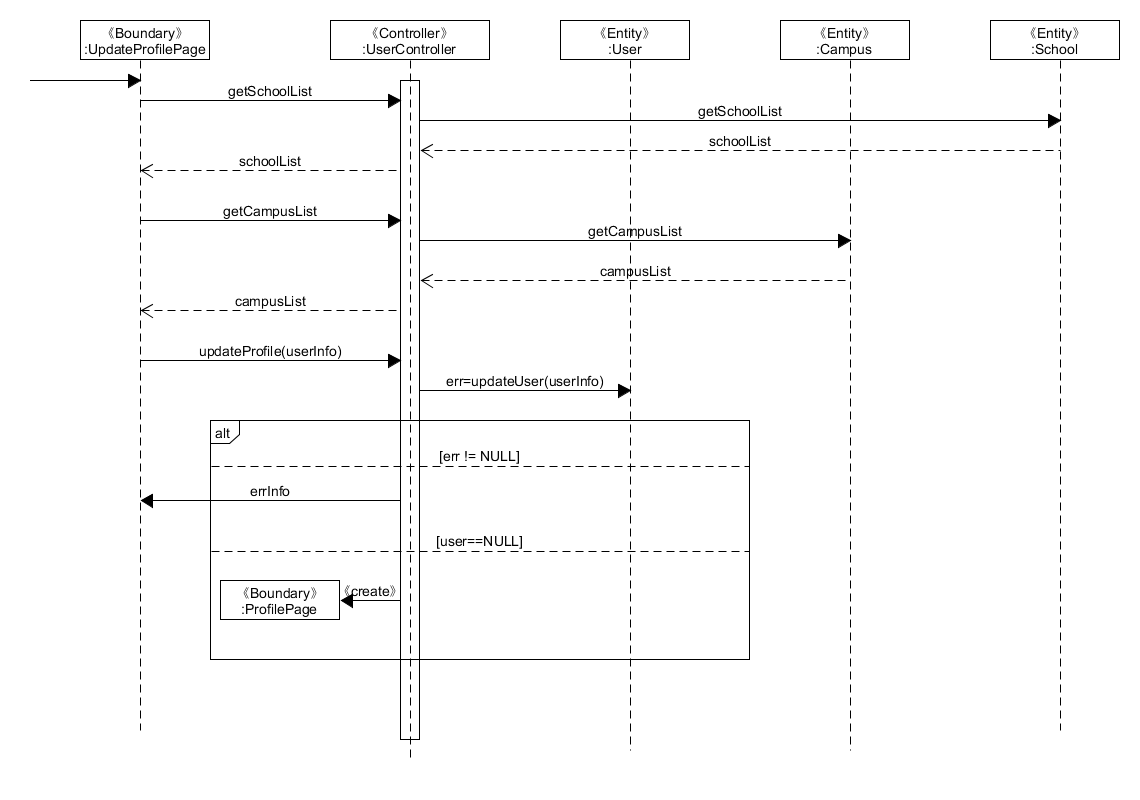 《Boundary》
:UpdateProfilePage
《Controller》
:UserController
《Entity》
:User
《Entity》
:Campus
《Entity》
:School
getSchoolList
getSchoolList
schoolList
schoolList
getCampusList
getCampusList
campusList
campusList
updateProfile(userInfo)
err=updateUser(userInfo)
alt
[err != NULL]
errInfo
[user==NULL]
《create》
《Boundary》
:ProfilePage